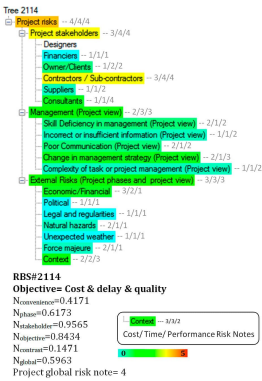 Tree 2114
Project risks -- 4/4/4
Project stakeholders -- 3/4/4
Designers
Financiers -- 1/1/1
Owner/Clients -- 1/2/2
Contractors / Sub-contractors -- 3/4/4
Suppliers -- 1/1/2
Consultants -- 1/1/4
Management (Project view) -- 2/3/3
Skill Deficiency in management (Project view) -- 2/1/2
Incorrect or insufficient information (Project view) -- 1/1/2
Poor Communication (Project view) -- 2/1/2
Change in management strategy (Project view) -- 2/1/3
Complexity of task or project management (Project view) -- 1/1/2
External Risks (Project phases and project view) -- 3/3/3
Economic/Financial -- 3/2/1
Political -- 1/1/1
Legal and regularities -- 1/1/1
Natural hazards -- 2/1/1
Unexpected weather -- 1/1/1
Force majeure -- 2/1/1
Context -- 2/2/3
RBS#2114
Objective= Cost & delay & quality
Nconvenience=0.4171
Nphase=0.6173
Nstakeholder=0.9565
Nobjective=0.8434
Ncontrast=0.1471
Nglobal=0.5963
Project global risk note= 4
Context -- 3/3/2
Cost/ Time/ Performance Risk Notes
0 5